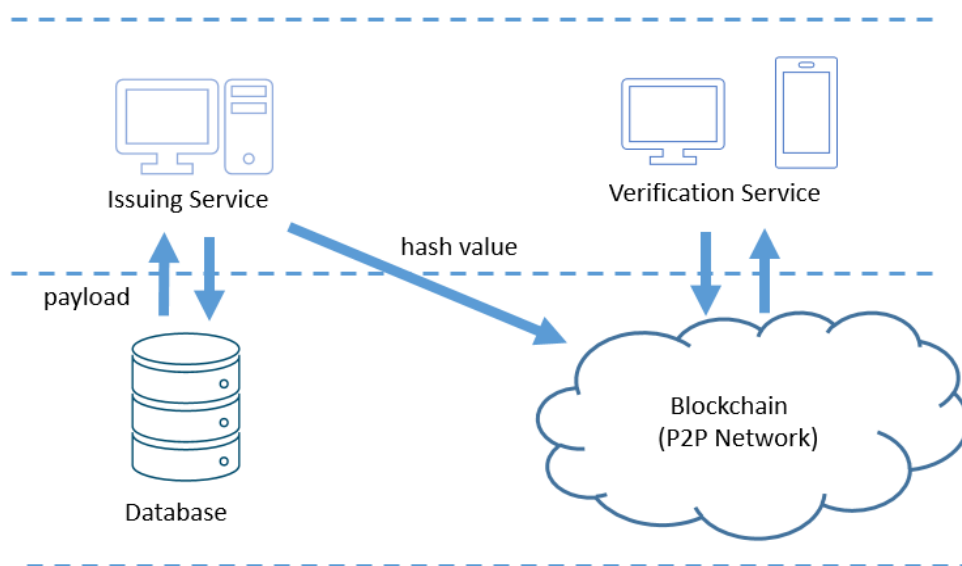 Issuing Service
Verification Service
hash value
payload
Blockchain
(P2P Network)
Database